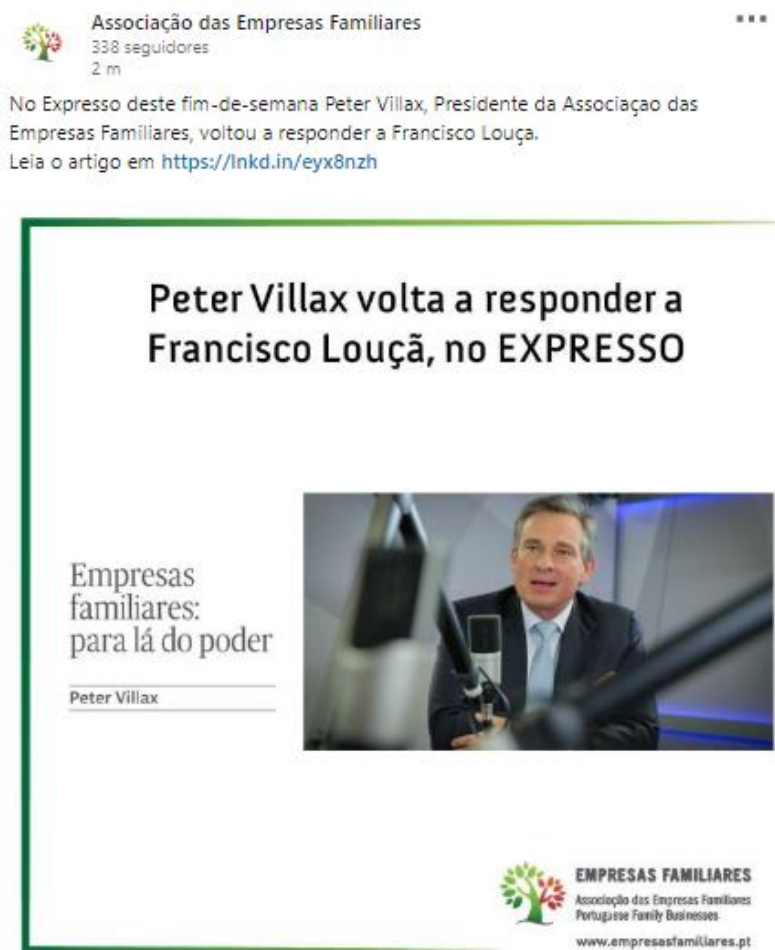 Associação das Empresas Familiares
338 seguidores
2 m
No Expresso deste fim-de-semana Peter Villax, Presidente da Associaçao das
Empresas Familiares, voltou a responder a Francisco Louça.
Leia o artigo em https://lnkd.in/eyx8nzh
Peter Villax volta a responder a
Francisco Louçã, no EXPRESSO
Empresas
familiares:
para lá do poder
Peter Villax
EMPRESAS FAMILIARES
Associação das Empresas Familiares
Portuguese Family Businesses
www.empresasfamiliares.pt